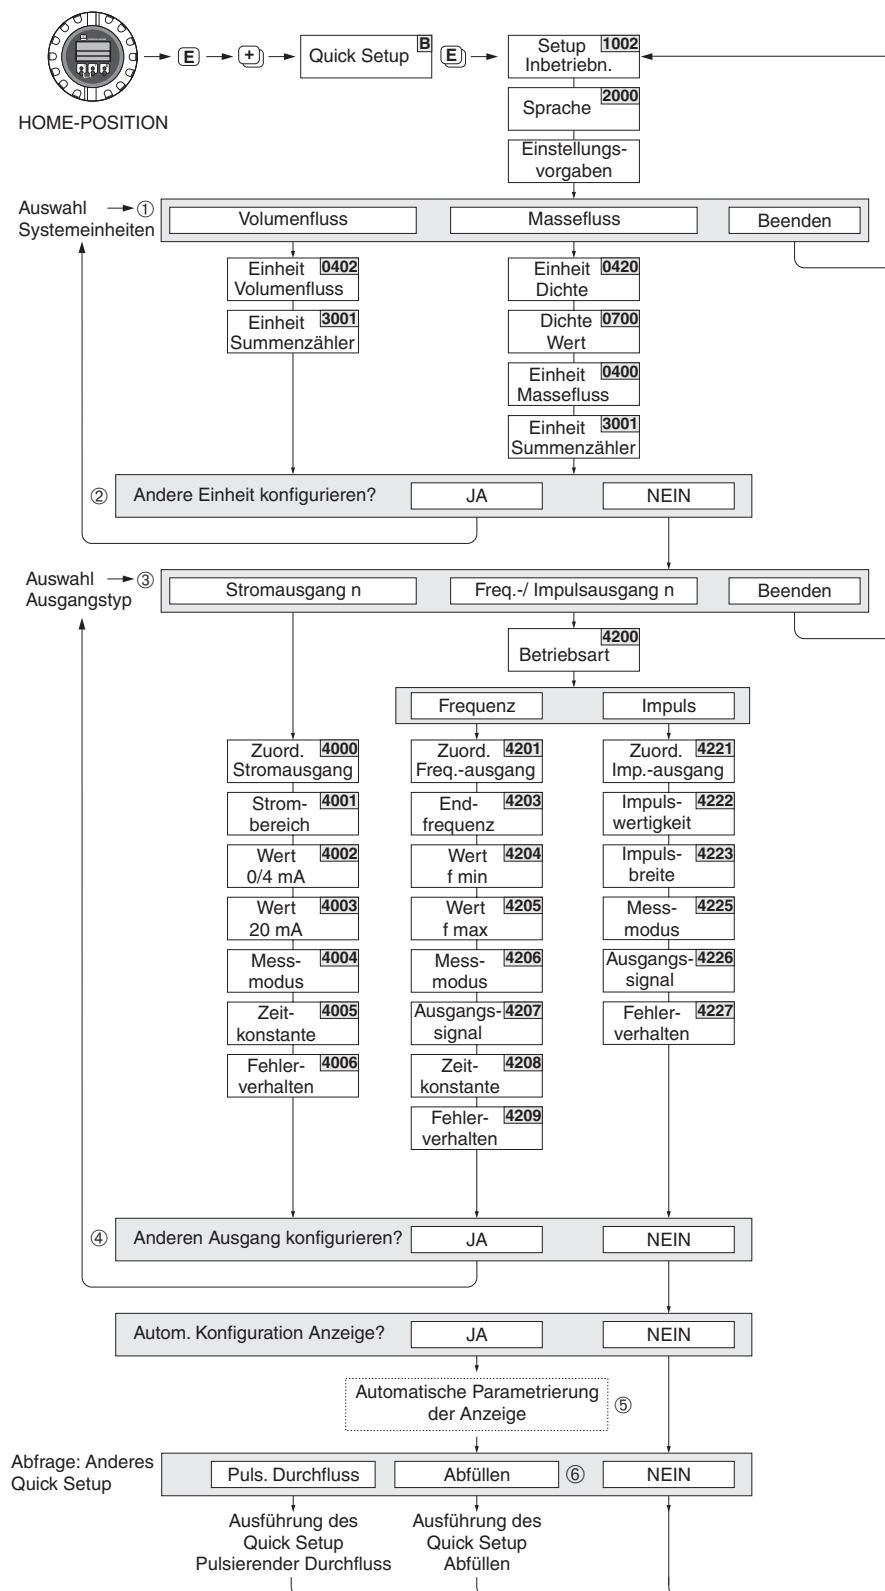 HOME-POSITION
E
+
Quick Setup
B
E
Setup 1002
Inbetriebn.
Sprache 2000
Einstellungs-
vorgaben
Auswahl
Systemeinheiten
①
Volumenfluss
Massefluss
Beenden
Einheit 0402
Volumenfluss
Einheit 3001
Summenzähler
Einheit 0420
Dichte
Dichte 0700
Wert
Einheit 0400
Massefluss
Einheit 3001
Summenzähler
② Andere Einheit konfigurieren? JA NEIN
Auswahl
Ausgangstyp
③
Stromausgang n
Freq.-/ Impulsausgang n
Beenden
4200
Betriebsart
Frequenz
Impuls
Zuord. 4000
Stromausgang
Strom- 4001
bereich
Wert 4002
0/4 mA
Wert 4003
20 mA
Mess- 4004
modus
Zeit- 4005
konstante
Fehler- 4006
verhalten
Zuord. 4201
Freq.-ausgang
End- 4203
frequenz
Wert 4204
f min
Wert 4205
f max
Mess- 4206
modus
Ausgangs- 4207
signal
Zeit- 4208
konstante
Fehler- 4209
verhalten
Zuord. 4221
Imp.-ausgang
Impuls- 4222
wertigkeit
Impuls- 4223
breite
Mess- 4225
modus
Ausgangs- 4226
signal
Fehler- 4227
verhalten
④ Anderen Ausgang konfigurieren? JA NEIN
Autom. Konfiguration Anzeige? JA NEIN
Automatische Parametrierung
der Anzeige
⑤
Abfrage: Anderes
Quick Setup
Puls. Durchfluss
Abfüllen
⑥
NEIN
Ausführung des
Quick Setup
Pulsierender Durchfluss
Ausführung des
Quick Setup
Abfüllen